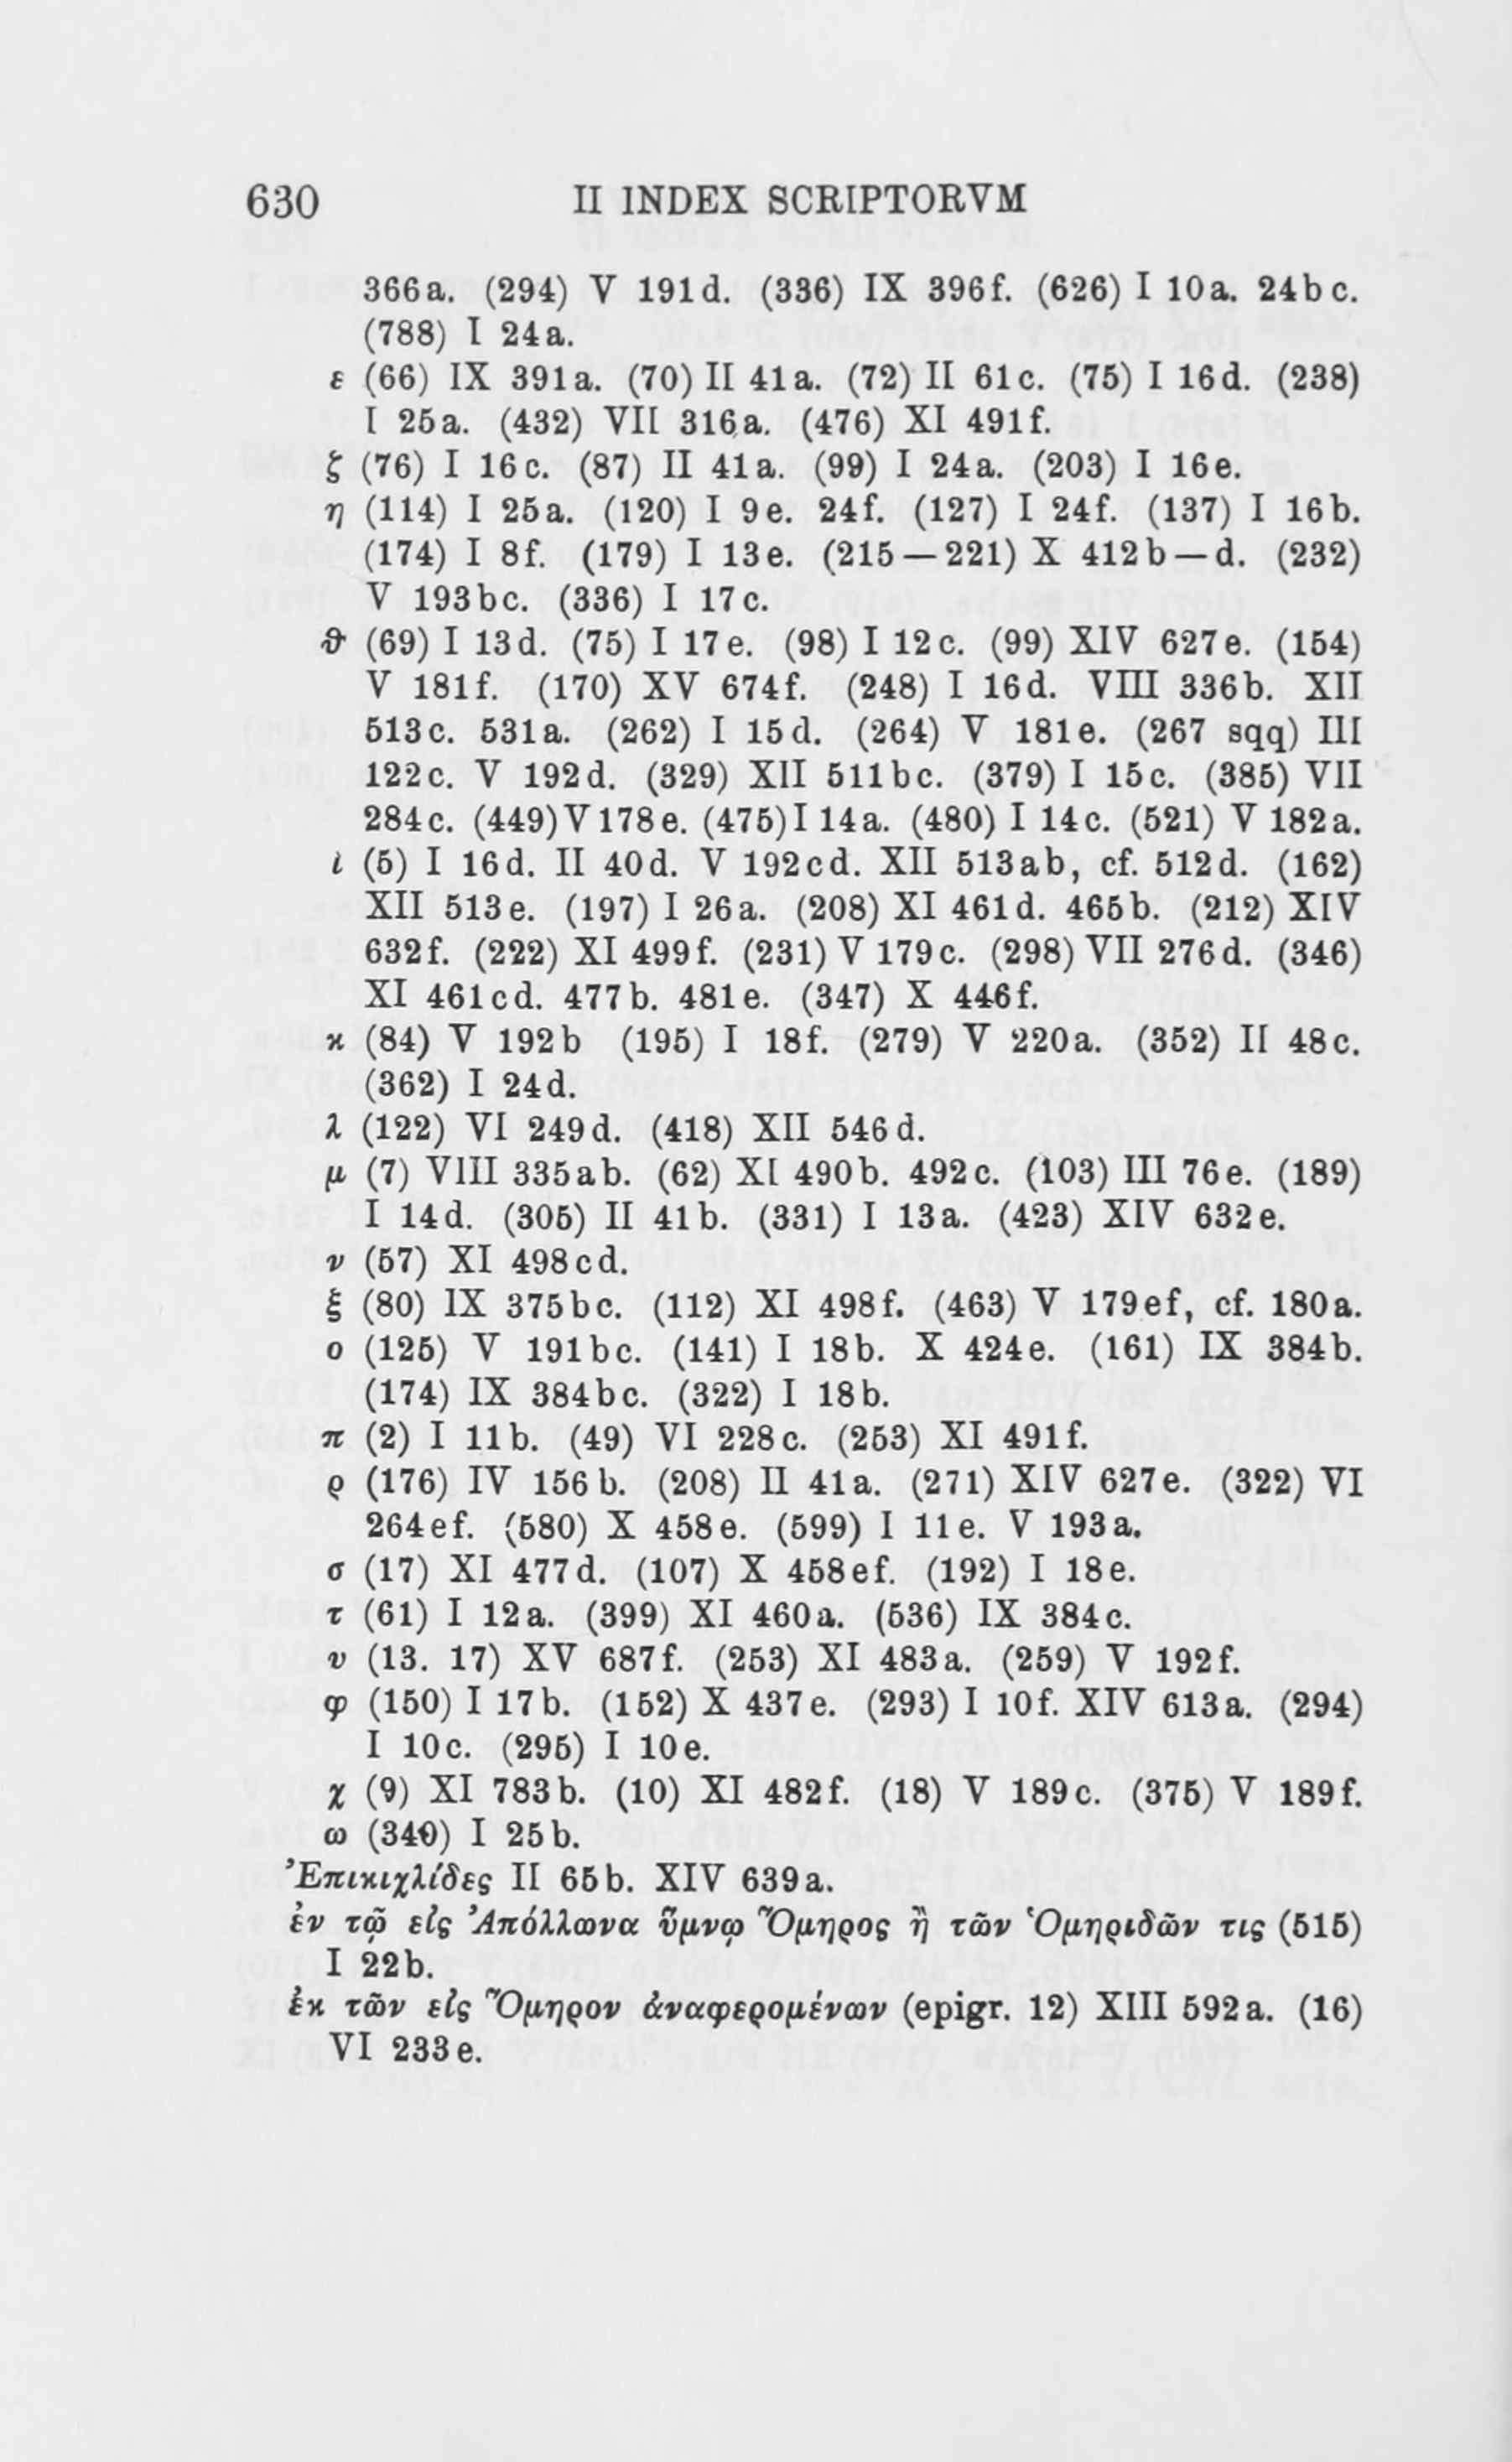 630 II INDEX SCRIPTORVM
366a. (294) V 191d. (336) IX 396f. (626) I 10a. 24bc.
(788) I 24a.
ε (66) IX 391a. (70) II 41a. (72) II 61c. (75) I 16d. (238)
I 25a. (432) VII 316a. (476) XI 491f.
ζ (76) I 16c. (87) II 41a. (99) I 24a. (203) I 16e.
η (114) I 25a. (120) I 9e. 24f. (127) I 24f. (137) I 16b.
(174) I 8f. (179) I 13e. (215—221) X 412b—d. (232)
V 193bc. (336) I 17c.
ϑ (69) I 13d. (75) I 17e. (98) I 12c. (99) XIV 627e. (154)
V 181f. (170) XV 674f. (248) I 16d. VIII 336b. XII
513c. 531a. (262) I 15d. (264) V 181e. (267 sqq) III
122c. V 192d. (329) XII 511bc. (379) I 15c. (385) VII
284c. (449) V 178e. (475) I 14a. (480) I 14c. (521) V 182a.
ι (5) I 16d. II 40d. V 192cd. XII 513ab, cf. 512d. (162)
XII 513e. (197) I 26a. (208) XI 461d. 465b. (212) XIV
632f. (222) XI 499f. (231) V 179c. (298) VII 276d. (346)
XI 461cd. 477b. 481e. (347) X 446f.
κ (84) V 192b (195) I 18f. (279) V 220a. (352) II 48c.
(362) I 24d.
λ (122) VI 249d. (418) XII 546d.
μ (7) VIII 335ab. (62) XI 490b. 492c. (103) III 76e. (189)
I 14d. (305) II 41b. (331) I 13a. (423) XIV 632e.
ν (57) XI 498cd.
ξ (80) IX 375bc. (112) XI 498f. (463) V 179ef, cf. 180a.
ο (125) V 191bc. (141) I 18b. X 424e. (161) IX 384b.
(174) IX 384bc. (322) I 18b.
π (2) I 11b. (49) VI 228c. (253) XI 491f.
ρ (176) IV 156b. (208) II 41a. (271) XIV 627e. (322) VI
264ef. (580) X 458e. (599) I 11e. V 193a.
σ (17) XI 477d. (107) X 458ef. (192) I 18e.
τ (61) I 12a. (399) XI 460a. (536) IX 384c.
υ (13. 17) XV 687f. (253) XI 483a. (259) V 192f.
φ (150) I 17b. (152) X 437e. (293) I 10f. XIV 613a. (294)
I 10c. (295) I 10e.
χ (9) XI 783b. (10) XI 482f. (18) V 189c. (375) V 189f.
ω (340) I 25b.
Ἐπικιχλίδες II 65b. XIV 639a.
ἐν τῷ εἰς Ἀπόλλωνα ὕμνῳ Ὅμηρος ἢ τῶν Ὁμηριδῶν τις (515)
I 22b.
ἐκ τῶν εἰς Ὅμηρον ἀναφερομένων (epigr. 12) XIII 592a. (16)
VI 233e.